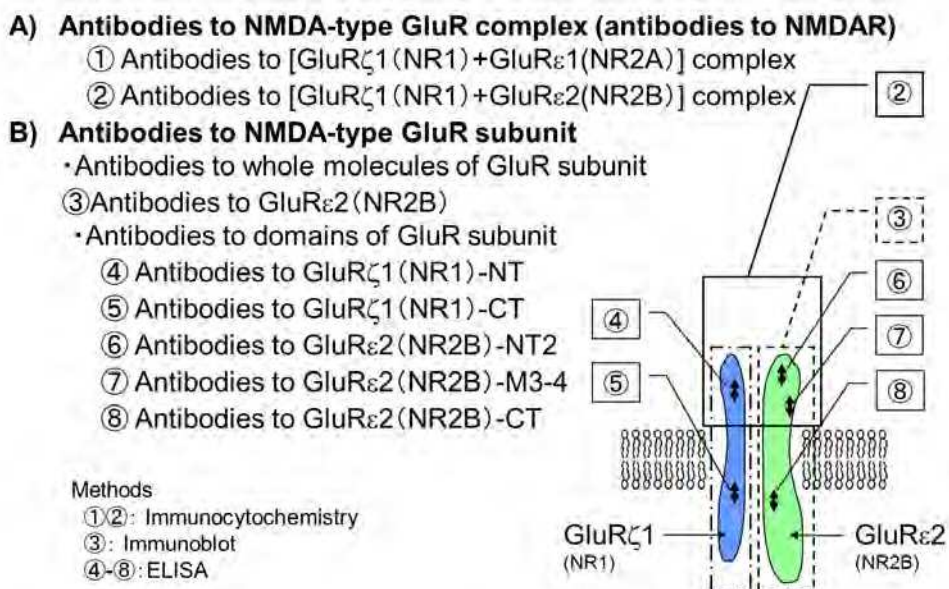 A) Antibodies to NMDA-type GluR complex (antibodies to NMDAR)
① Antibodies to [GluRζ1(NR1)+GluRε1(NR2A)] complex
② Antibodies to [GluRζ1(NR1)+GluRε2(NR2B)] complex
②
B) Antibodies to NMDA-type GluR subunit
・Antibodies to whole molecules of GluR subunit
③Antibodies to GluRε2(NR2B)
③
・Antibodies to domains of GluR subunit
④ Antibodies to GluRζ1(NR1)-NT
⑤ Antibodies to GluRζ1(NR1)-CT
⑥ Antibodies to GluRε2(NR2B)-NT2
⑦ Antibodies to GluRε2(NR2B)-M3-4
⑧ Antibodies to GluRε2(NR2B)-CT
④
⑤
⑥
⑦
⑧
Methods
①②: Immunocytochemistry
③: Immunoblot
④-⑧:ELISA
GluRζ1
(NR1)
GluRε2
(NR2B)